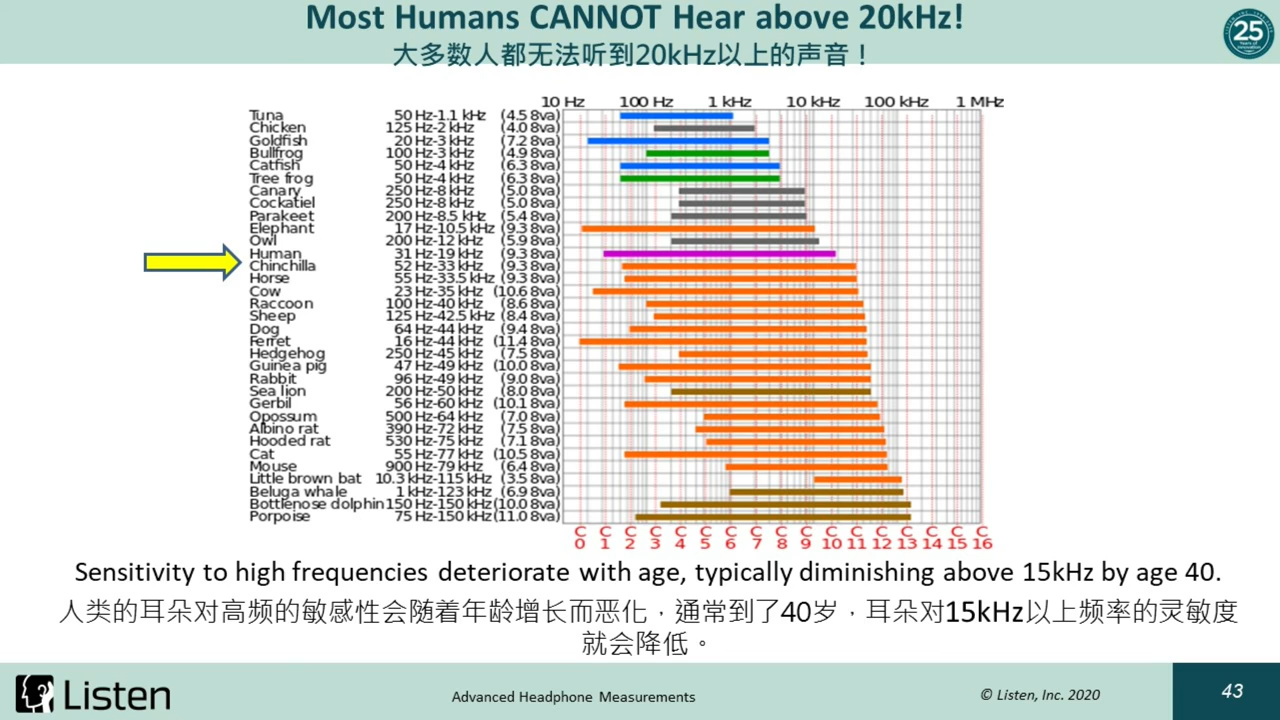 Most Humans CANNOT Hear above 20kHz!
大多数人都无法听到20kHz以上的声音！
25
10 Hz 100 Hz 1 kHz 10 kHz 100 kHz 1 MHz
Tuna 50 Hz-1.1 kHz (4.5 8va)
Chicken 125 Hz-2 kHz (4.0 8va)
Goldfish 20 Hz-3 kHz (7.2 8va)
Bullfrog 100 Hz-3 kHz (4.9 8va)
Catfish 50 Hz-4 kHz (6.3 8va)
Tree frog 50 Hz-4 kHz (6.3 8va)
Canary 250 Hz-8 kHz (5.0 8va)
Cockatiel 250 Hz-8 kHz (5.0 8va)
Parakeet 200 Hz-8.5 kHz (5.4 8va)
Elephant 17 Hz-10.5 kHz (9.3 8va)
Owl 200 Hz-12 kHz (5.9 8va)
Human 31 Hz-19 kHz (9.3 8va)
Chinchilla 52 Hz-33 kHz (9.3 8va)
Horse 55 Hz-33.5 kHz (9.3 8va)
Cow 23 Hz-35 kHz (10.6 8va)
Raccoon 100 Hz-40 kHz (8.6 8va)
Sheep 125 Hz-42.5 kHz (8.4 8va)
Dog 64 Hz-44 kHz (9.4 8va)
Ferret 16 Hz-44 kHz (11.4 8va)
Hedgehog 250 Hz-45 kHz (7.5 8va)
Guinea pig 47 Hz-49 kHz (10.0 8va)
Rabbit 96 Hz-49 kHz (9.0 8va)
Sea lion 200 Hz-50 kHz (8.0 8va)
Gerbil 56 Hz-60 kHz (10.1 8va)
Opossum 500 Hz-64 kHz (7.0 8va)
Albino rat 390 Hz-72 kHz (7.5 8va)
Hooded rat 530 Hz-75 kHz (7.1 8va)
Cat 55 Hz-77 kHz (10.5 8va)
Mouse 900 Hz-79 kHz (6.4 8va)
Little brown bat 10.3 kHz-115 kHz (3.5 8va)
Beluga whale 1 kHz-123 kHz (6.9 8va)
Bottlenose dolphin 150 Hz-150 kHz (10.0 8va)
Porpoise 75 Hz-150 kHz (11.0 8va)
C C C C C C C C C C C C C C C C C
0 1 2 3 4 5 6 7 8 9 10 11 12 13 14 15 16
Sensitivity to high frequencies deteriorate with age, typically diminishing above 15kHz by age 40.
人类的耳朵对高频的敏感性会随着年龄增长而恶化，通常到了40岁，耳朵对15kHz以上频率的灵敏度
就会降低。
Listen
Advanced Headphone Measurements
© Listen, Inc. 2020
43